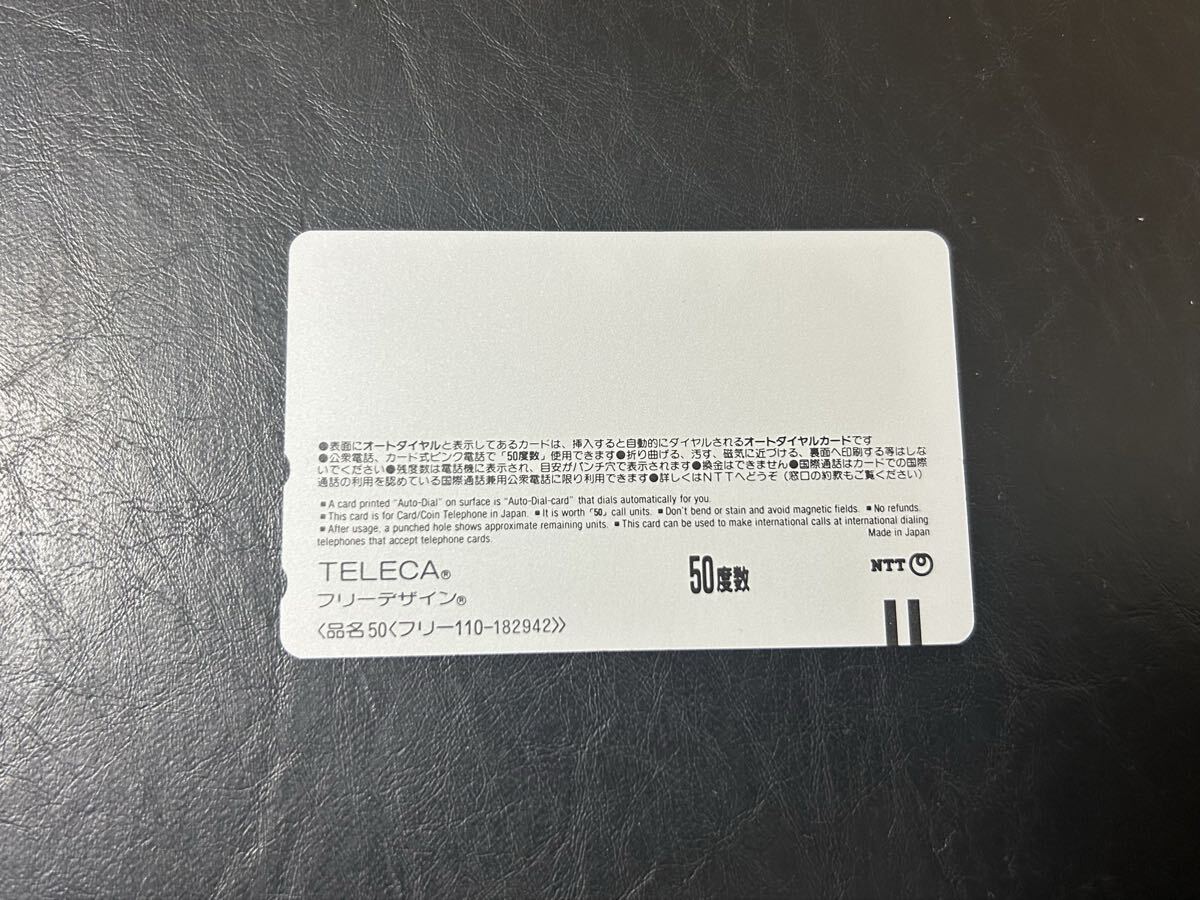 ●表面にオートダイヤルと表示してあるカードは、挿入すると自動的にダイヤルされるオートダイヤルカードです
●公衆電話、カード式ピンク電話で「50度数」使用できます●折り曲げる、汚す、磁気に近づける、裏面へ印刷する等はしな
いでください●残度数は電話機に表示され、目安がパンチ穴で表示されます●換金はできません●国際通話はカードでの国際
通話の利用を認めている国際通話兼用公衆電話に限り利用できます●詳しくはNTTへどうぞ（窓口の約款もご覧ください）
■ A card printed "Auto-Dial" on surface is "Auto-Dial-card" that dials automatically for you.
■ This card is for Card/Coin Telephone in Japan. ■ It is worth「50」call units. ■ Don't bend or stain and avoid magnetic fields. ■ No refunds.
■ After usage, a punched hole shows approximate remaining units. ■ This card can be used to make international calls at international dialing
telephones that accept telephone cards.
Made in Japan
TELECA®
フリーデザイン®
50度数
NTT
〈品名50〈フリー110-182942〉〉